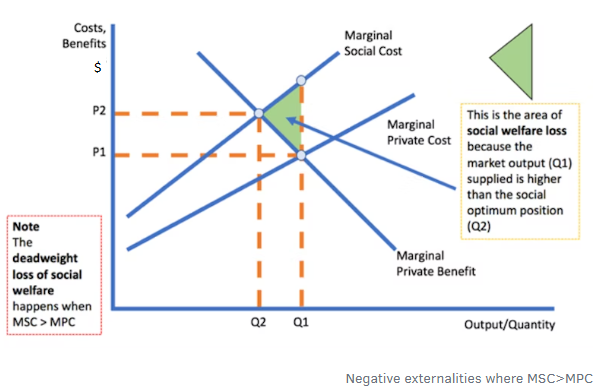 Costs,
Benefits
$
P2
P1
Marginal
Social Cost
Marginal
Private Cost
Marginal
Private Benefit
This is the area of
social welfare loss
because the
market output (Q1)
supplied is higher
than the social
optimum position
(Q2)
Note
The
deadweight
loss of social
welfare
happens when
MSC > MPC
Q2
Q1
Output/Quantity
Negative externalities where MSC>MPC